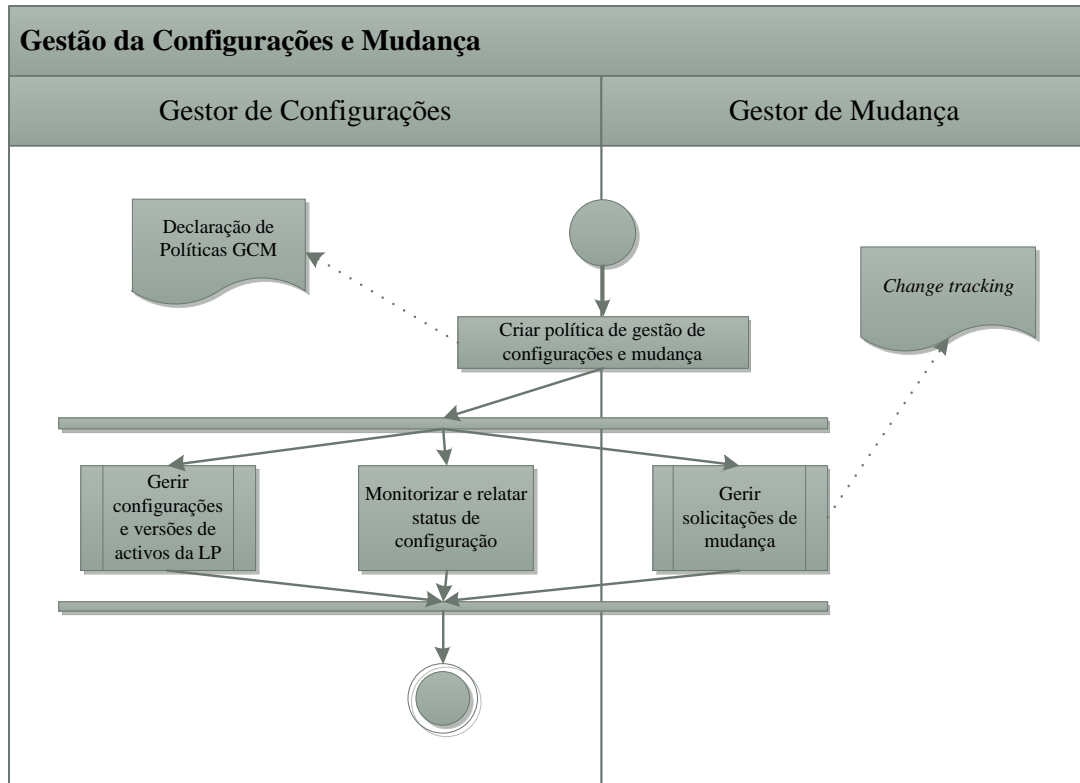 Gestão da Configurações e Mudança
Gestor de Configurações
Gestor de Mudança
Declaração de
Políticas GCM
Change tracking
Criar política de gestão de
configurações e mudança
Gerir
configurações
e versões de
activos da LP
Monitorizar e relatar
status de
configuração
Gerir
solicitações de
mudança